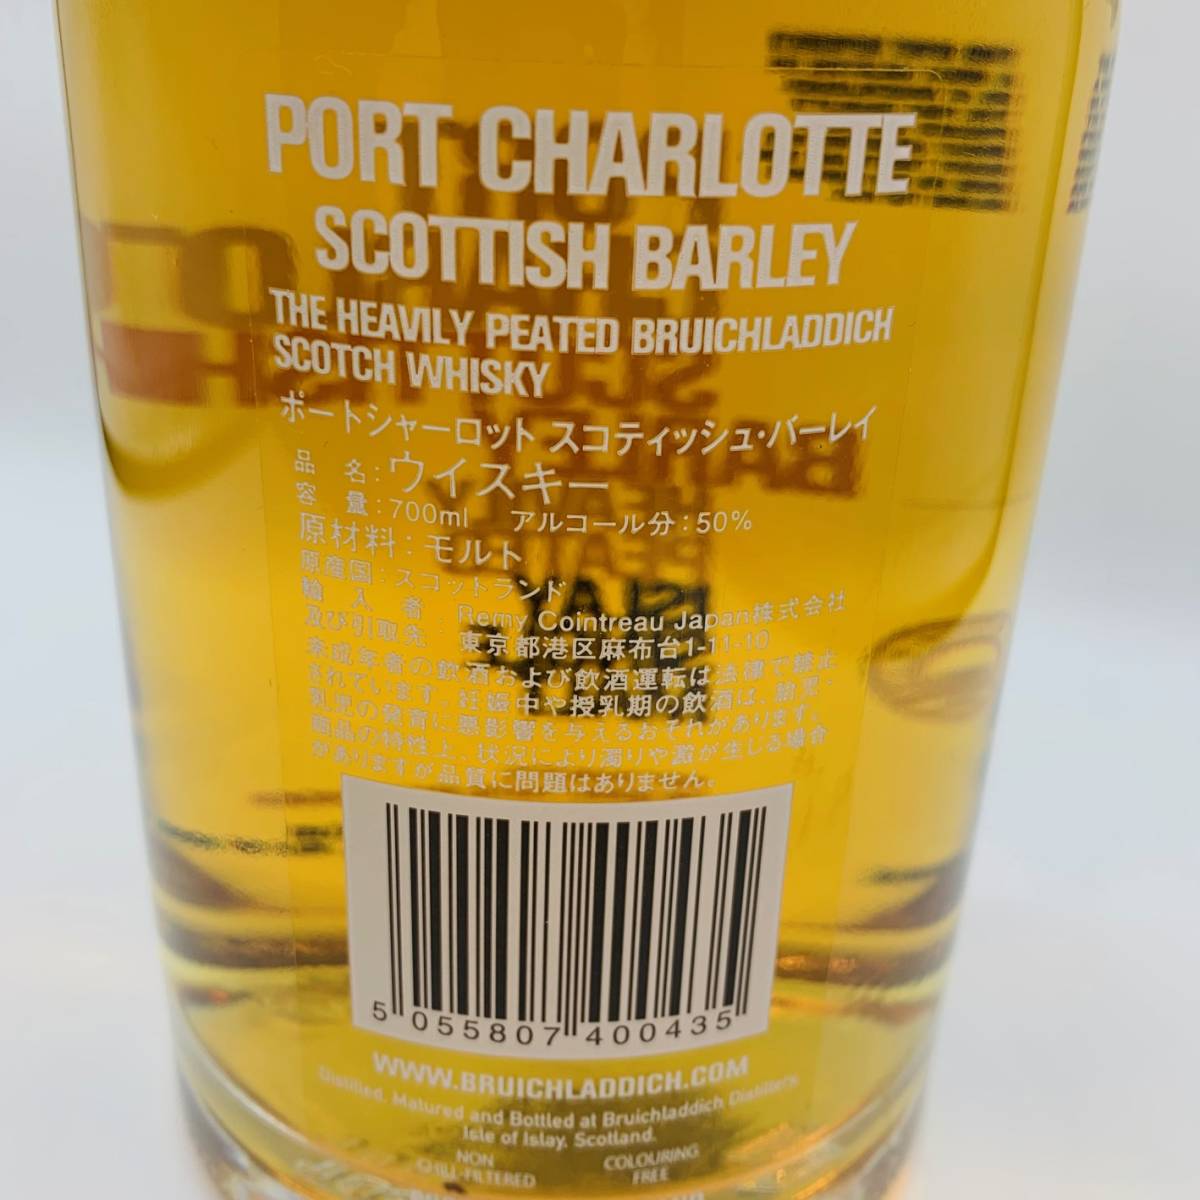 PORT CHARLOTTE
SCOTTISH BARLEY
THE HEAVILY PEATED BRUICHLADDICH
SCOTCH WHISKY
ポートシャーロット スコティッシュ・バーレイ
品名:ウイスキー
容量:700ml アルコール分:50%
原材料:モルト
原産国:スコットランド
輸入者 : Remy Cointreau Japan株式会社
及び引取先 : 東京都港区麻布台1-11-10
未成年者の飲酒および飲酒運転は法律で禁止
されています。妊娠中や授乳期の飲酒は、胎児・
乳児の発育に悪影響を与えるおそれがあります。
商品の特性上、状況により濁りや澱が生じる場合
がありますが品質に問題はありません。
5 055807 400435
WWW.BRUICHLADDICH.COM
Distilled, Matured and Bottled at Bruichladdich Distillery,
Isle of Islay, Scotland.
NON CHILL-FILTERED
COLOURING FREE